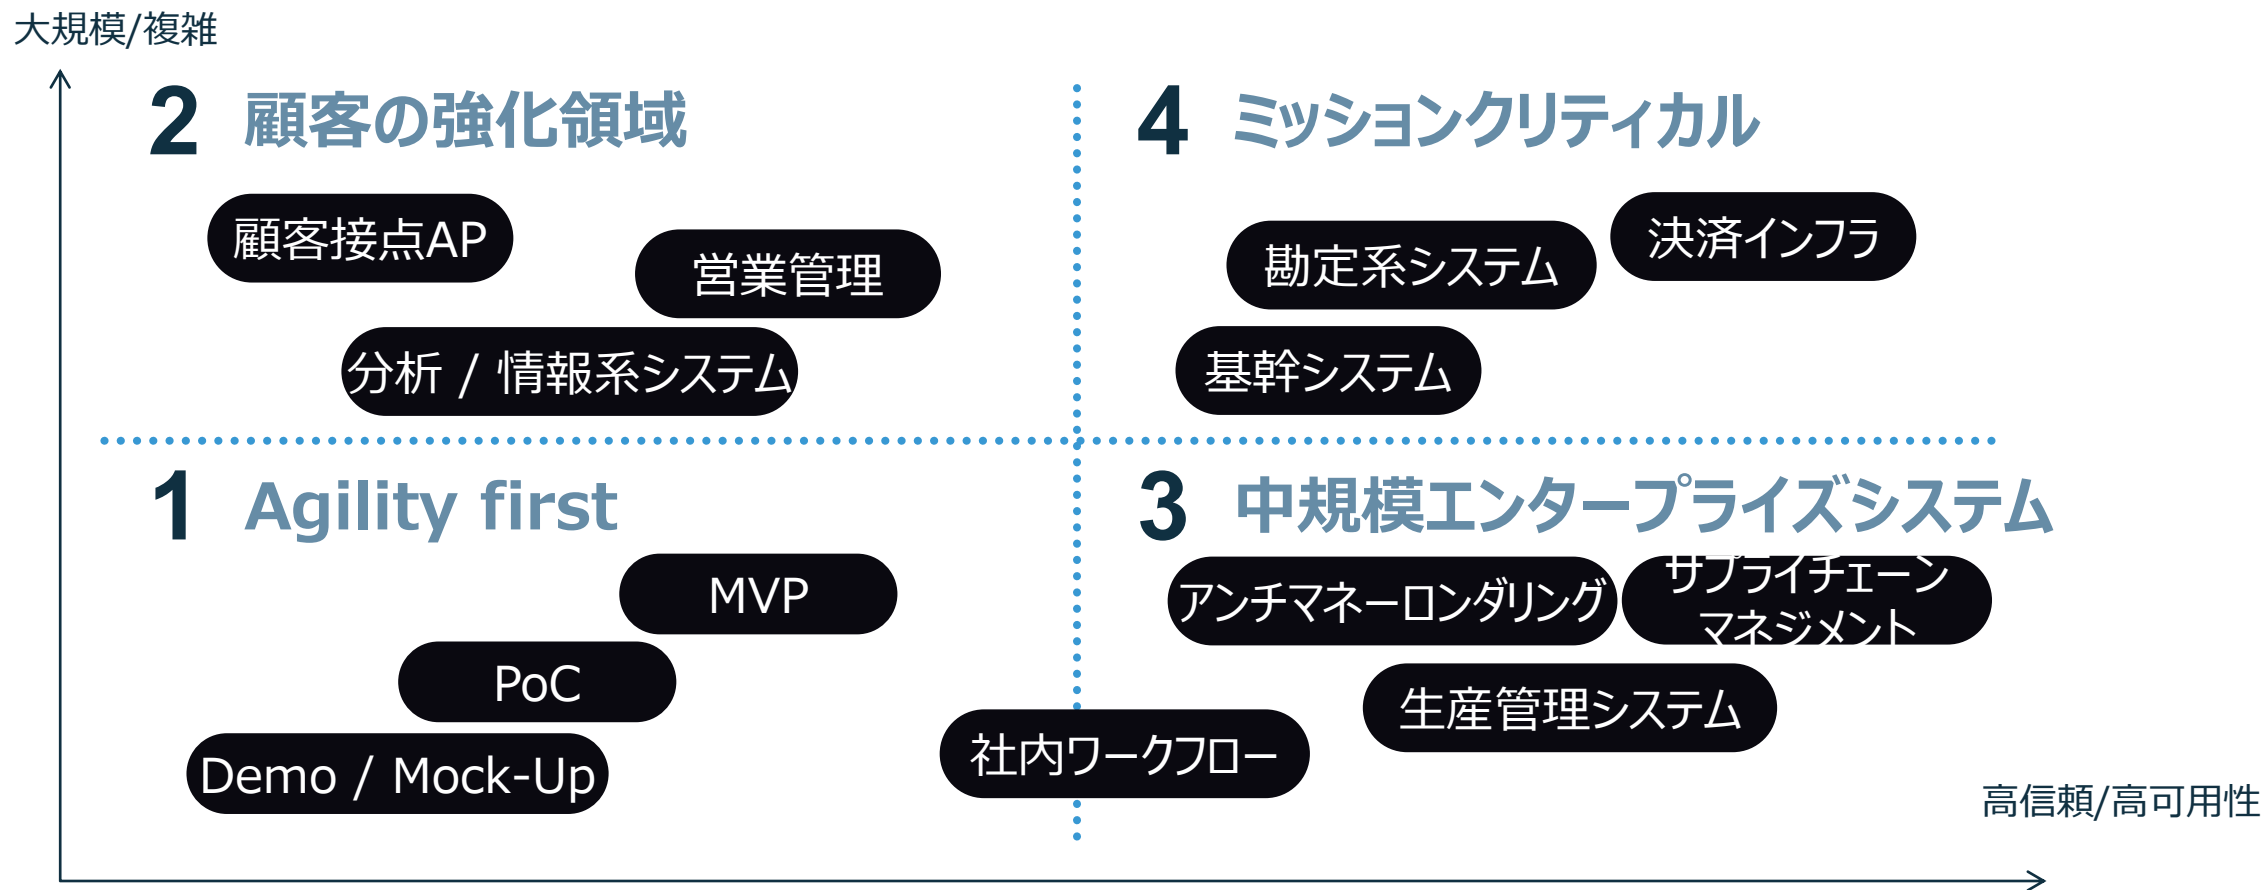 大規模/複雑
2 顧客の強化領域
顧客接点AP
営業管理
分析 / 情報系システム
4 ミッションクリティカル
決済インフラ
勘定系システム
基幹システム
1 Agility first
MVP
PoC
Demo / Mock-Up
社内ワークフロー
3 中規模エンタープライズシステム
アンチマネーロンダリング
サプライチェーン
マネジメント
生産管理システム
高信頼/高可用性